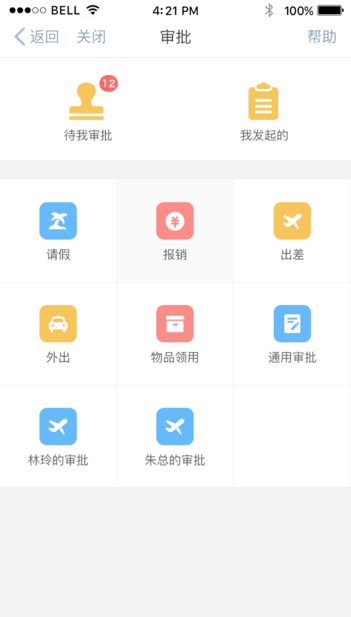 BELL 4:21 PM 100%
返回 关闭 审批 帮助
12
待我审批 我发起的
¥
请假 报销 出差
外出 物品领用 通用审批
林玲的审批 朱总的审批